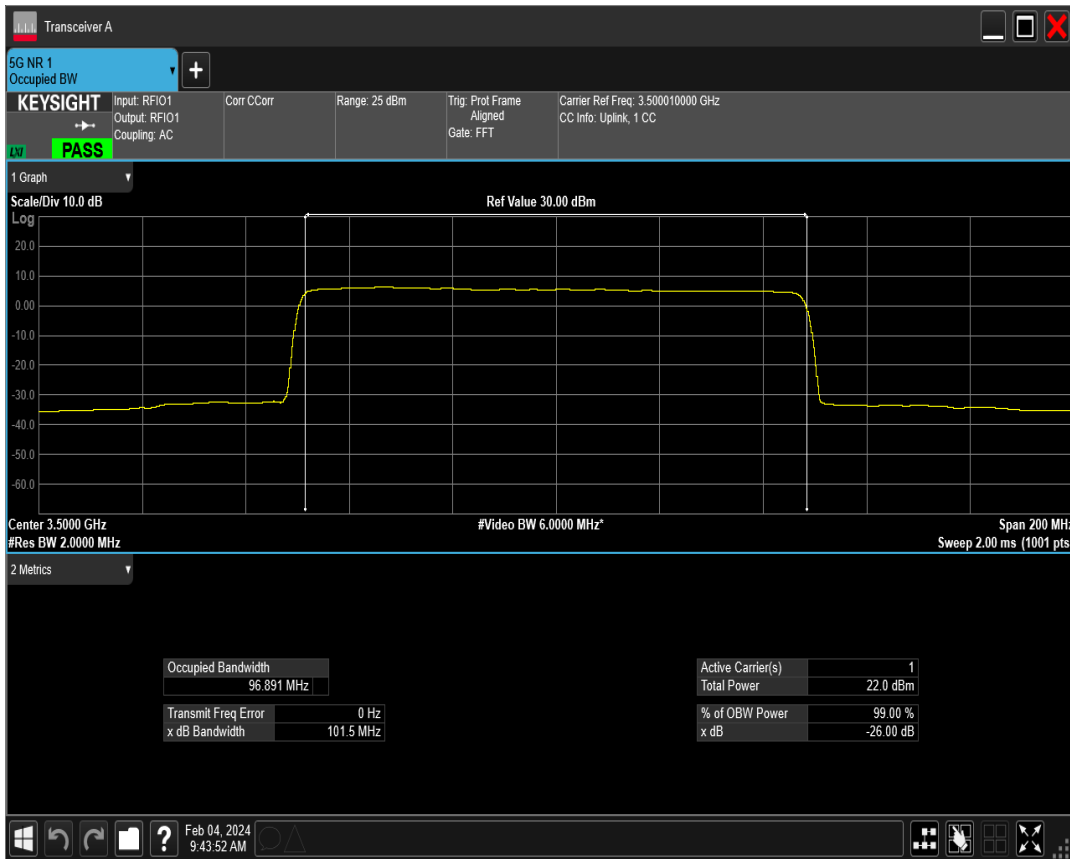 Transceiver A
5G NR 1
Occupied BW
KEYSIGHT
Input: RFIO1
Output: RFIO1
Coupling: AC
Corr CCorr
Range: 25 dBm
Trig: Prot Frame
Aligned
Gate: FFT
Carrier Ref Freq: 3.500010000 GHz
CC Info: Uplink, 1 CC
LXI
PASS
1 Graph
Scale/Div 10.0 dB
Ref Value 30.00 dBm
Log
20.0
10.0
0.00
-10.0
-20.0
-30.0
-40.0
-50.0
-60.0
Center 3.5000 GHz
#Video BW 6.0000 MHz*
Span 200 MHz
#Res BW 2.0000 MHz
Sweep 2.00 ms (1001 pts
2 Metrics
Occupied Bandwidth
96.891 MHz
Active Carrier(s) 1
Total Power 22.0 dBm
Transmit Freq Error 0 Hz
x dB Bandwidth 101.5 MHz
% of OBW Power 99.00 %
x dB -26.00 dB
Feb 04, 2024
9:43:52 AM